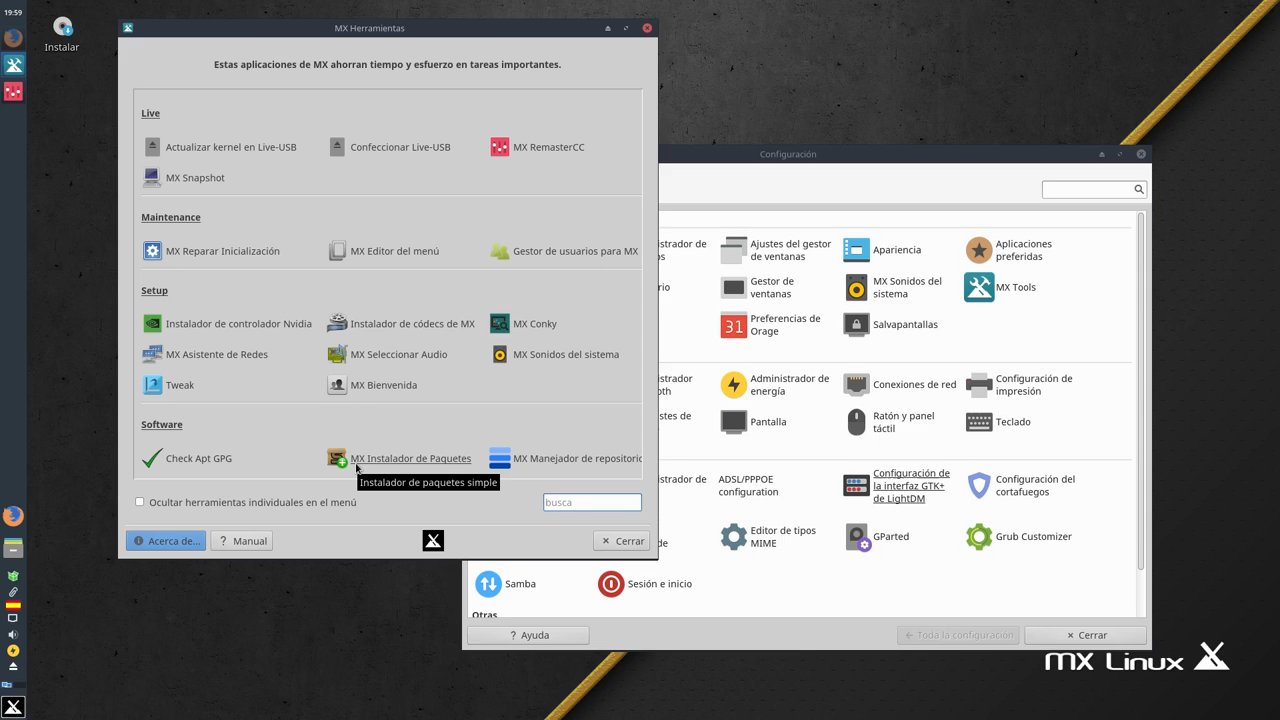 19:59
Instalar
MX Herramientas
Estas aplicaciones de MX ahorran tiempo y esfuerzo en tareas importantes.
Live
Actualizar kernel en Live-USB
Confeccionar Live-USB
MX RemasterCC
MX Snapshot
Maintenance
MX Reparar Inicialización
MX Editor del menú
Gestor de usuarios para MX
Setup
Instalador de controlador Nvidia
Instalador de códecs de MX
MX Conky
MX Asistente de Redes
MX Seleccionar Audio
MX Sonidos del sistema
Tweak
MX Bienvenida
Software
Check Apt GPG
MX Instalador de Paquetes
MX Manejador de repositoric
Instalador de paquetes simple
Ocultar herramientas individuales en el menú
busca
Acerca de...
? Manual
Cerrar
Configuración
istrador de
os
Ajustes del gestor
de ventanas
Apariencia
Aplicaciones
preferidas
rio
Gestor de
ventanas
MX Sonidos del
sistema
MX Tools
31
Preferencias de
Orage
Salvapantallas
istrador
oth
Administrador de
energía
Conexiones de red
Configuración de
impresión
stes de
Pantalla
Ratón y panel
táctil
Teclado
ADSL/PPPOE
configuration
Configuración de
la interfaz GTK+
de LightDM
Configuración del
cortafuegos
de
Editor de tipos
MIME
GParted
Grub Customizer
Samba
Sesión e inicio
Otras
? Ayuda
Toda la configuración
Cerrar
MX Linux